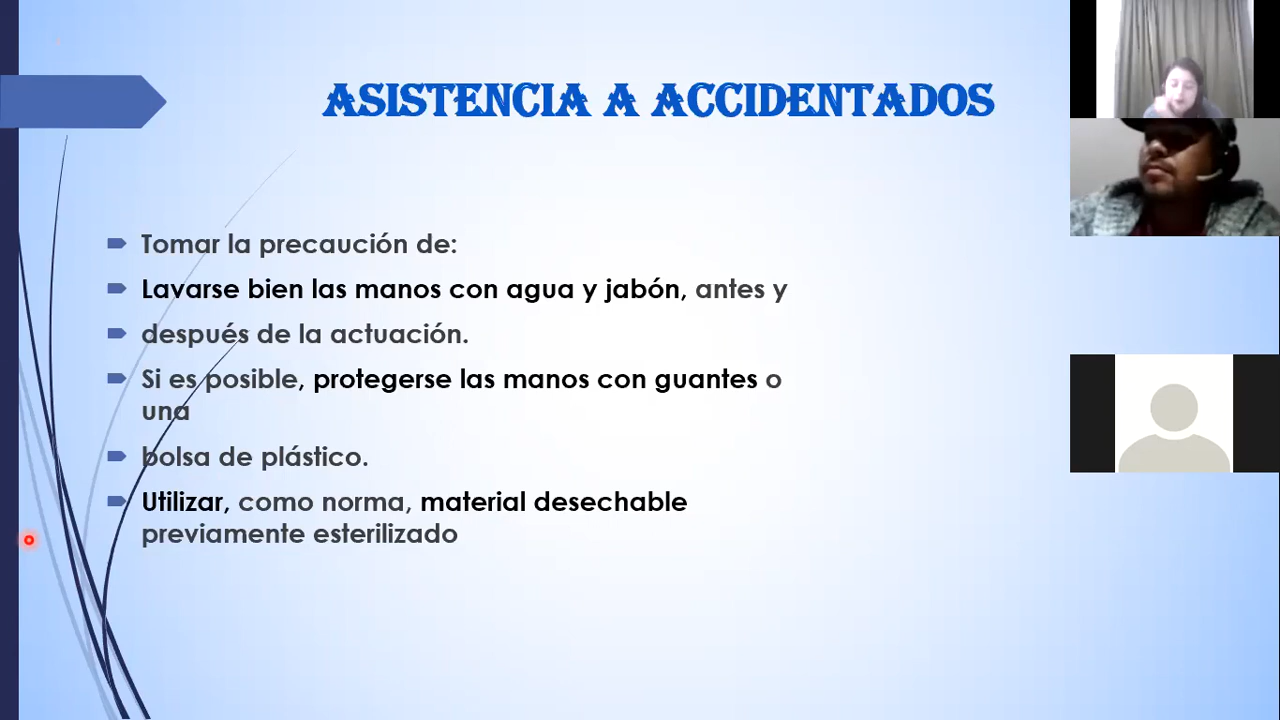 ASISTENCIA A ACCIDENTADOS
Tomar la precaución de:
Lavarse bien las manos con agua y jabón, antes y
después de la actuación.
Si es posible, protegerse las manos con guantes o
una
bolsa de plástico.
Utilizar, como norma, material desechable
previamente esterilizado